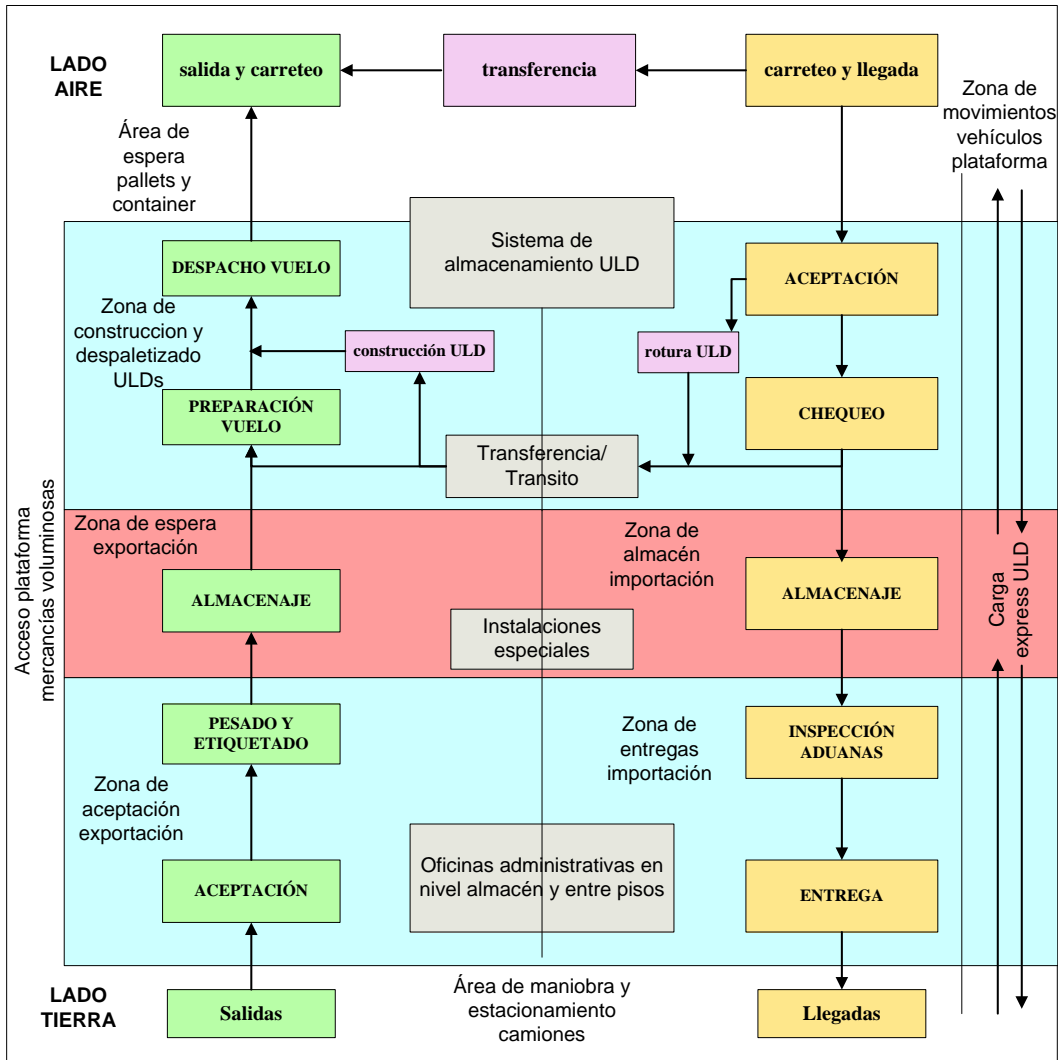 LADO
AIRE
salida y carreteo
transferencia
carreteo y llegada
Zona de
movimientos
vehículos
plataforma
Área de
espera
pallets y
container
Sistema de
almacenamiento ULD
DESPACHO VUELO
ACEPTACIÓN
Zona de
construccion y
despaletizado
ULDs
construcción ULD
rotura ULD
PREPARACIÓN
VUELO
CHEQUEO
Transferencia/
Transito
Acceso plataforma
mercancías voluminosas
Zona de espera
exportación
Zona de
almacén
importación
ALMACENAJE
ALMACENAJE
Carga
express ULD
Instalaciones
especiales
PESADO Y
ETIQUETADO
Zona de
entregas
importación
INSPECCIÓN
ADUANAS
Zona de
aceptación
exportación
Oficinas administrativas en
nivel almacén y entre pisos
ACEPTACIÓN
ENTREGA
LADO
TIERRA
Salidas
Área de maniobra y
estacionamiento
camiones
Llegadas